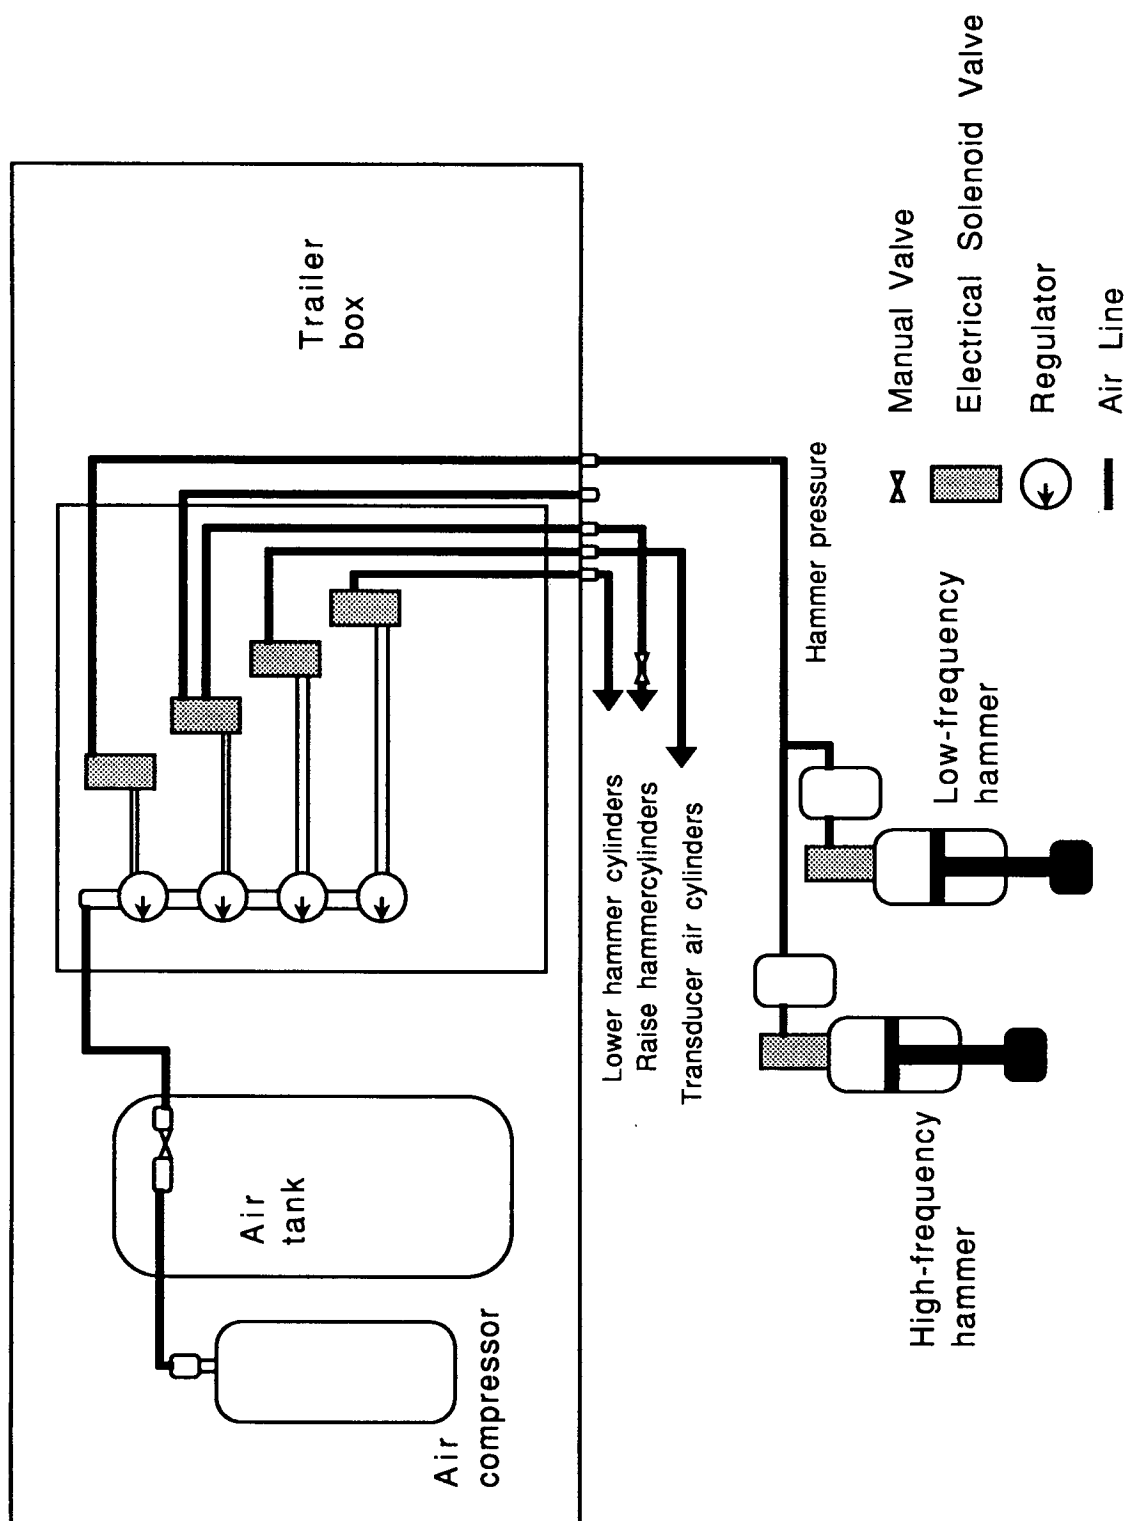 Trailer
box
Air
tank
Air
compressor
Lower hammer cylinders
Raise hammercylinders
Transducer air cylinders
Hammer pressure
Low-frequency
hammer
High-frequency
hammer
Manual Valve
Electrical Solenoid Valve
Regulator
Air Line